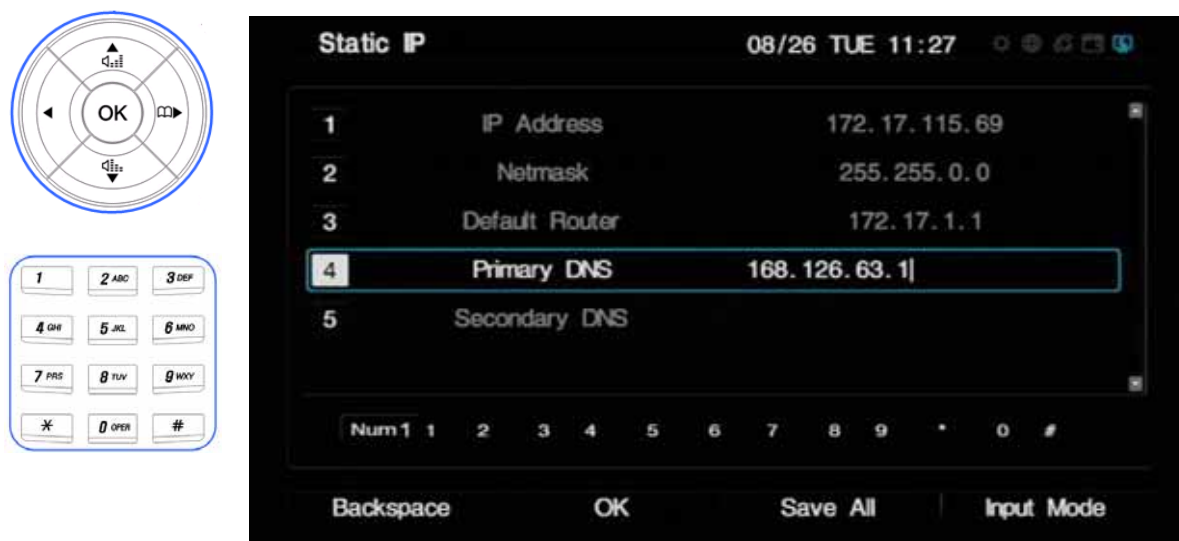 OK
1
2 ABC
3 DEF
4 GHI
5 JKL
6 MNO
7 PRS
8 TUV
9 WXY
*
0 OPER
#
Static IP 08/26 TUE 11:27
1 IP Address 172.17.115.69
2 Netmask 255.255.0.0
3 Default Router 172.17.1.1
4 Primary DNS 168.126.63.1
5 Secondary DNS
Num1 1 2 3 4 5 6 7 8 9 * 0 #
Backspace OK Save All Input Mode